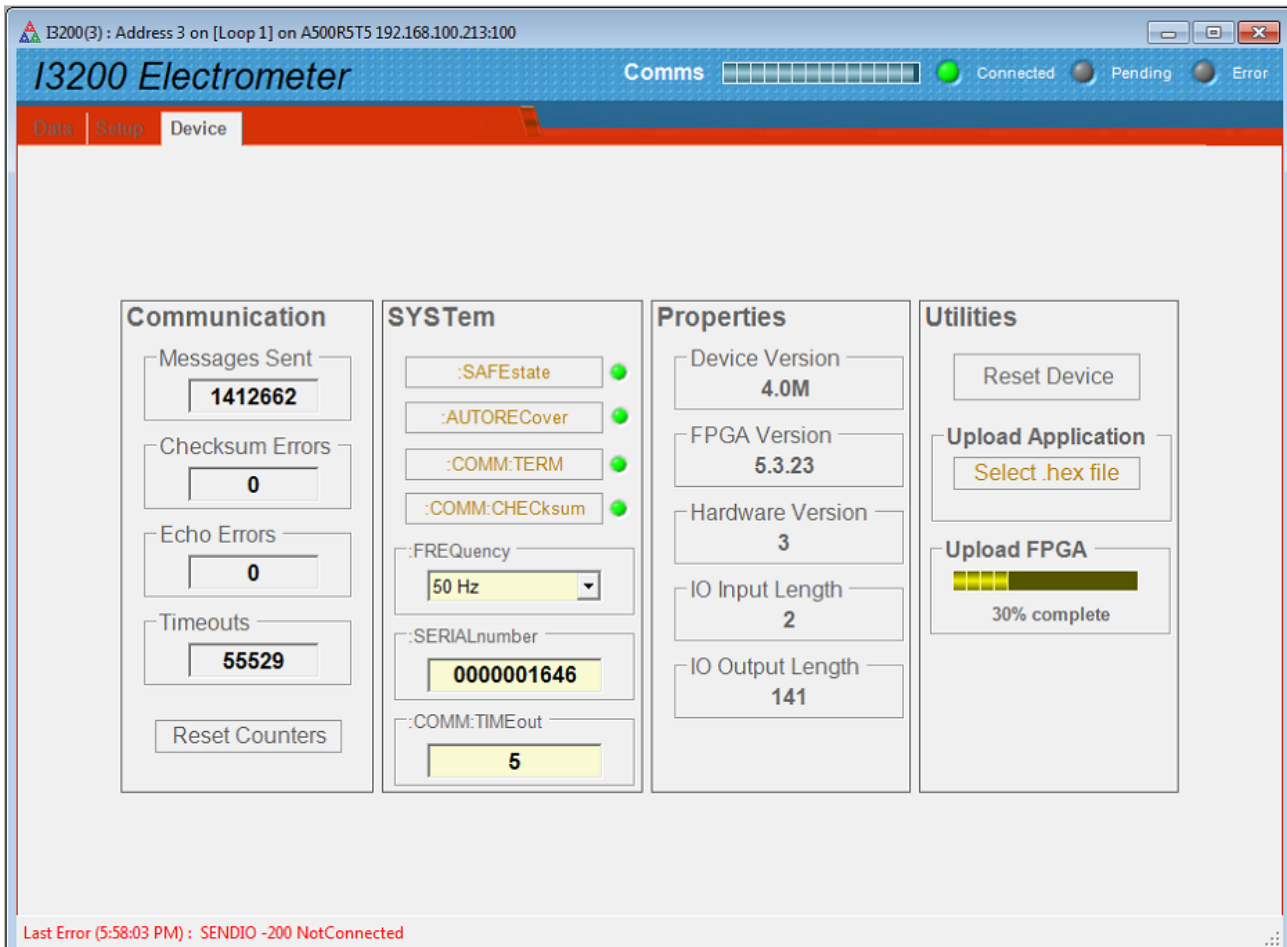 I3200(3) : Address 3 on [Loop 1] on A500R5T5 192.168.100.213:100
I3200 Electrometer
Comms
Connected
Pending
Error
Data
Setup
Device
Communication
Messages Sent
1412662
Checksum Errors
0
Echo Errors
0
Timeouts
55529
Reset Counters
SYSTem
:SAFEstate
:AUTORECover
:COMM:TERM
:COMM:CHECksum
:FREQuency
50 Hz
:SERIALnumber
0000001646
:COMM:TIMEout
5
Properties
Device Version
4.0M
FPGA Version
5.3.23
Hardware Version
3
IO Input Length
2
IO Output Length
141
Utilities
Reset Device
Upload Application
Select .hex file
Upload FPGA
30% complete
Last Error (5:58:03 PM) : SENDIO -200 NotConnected